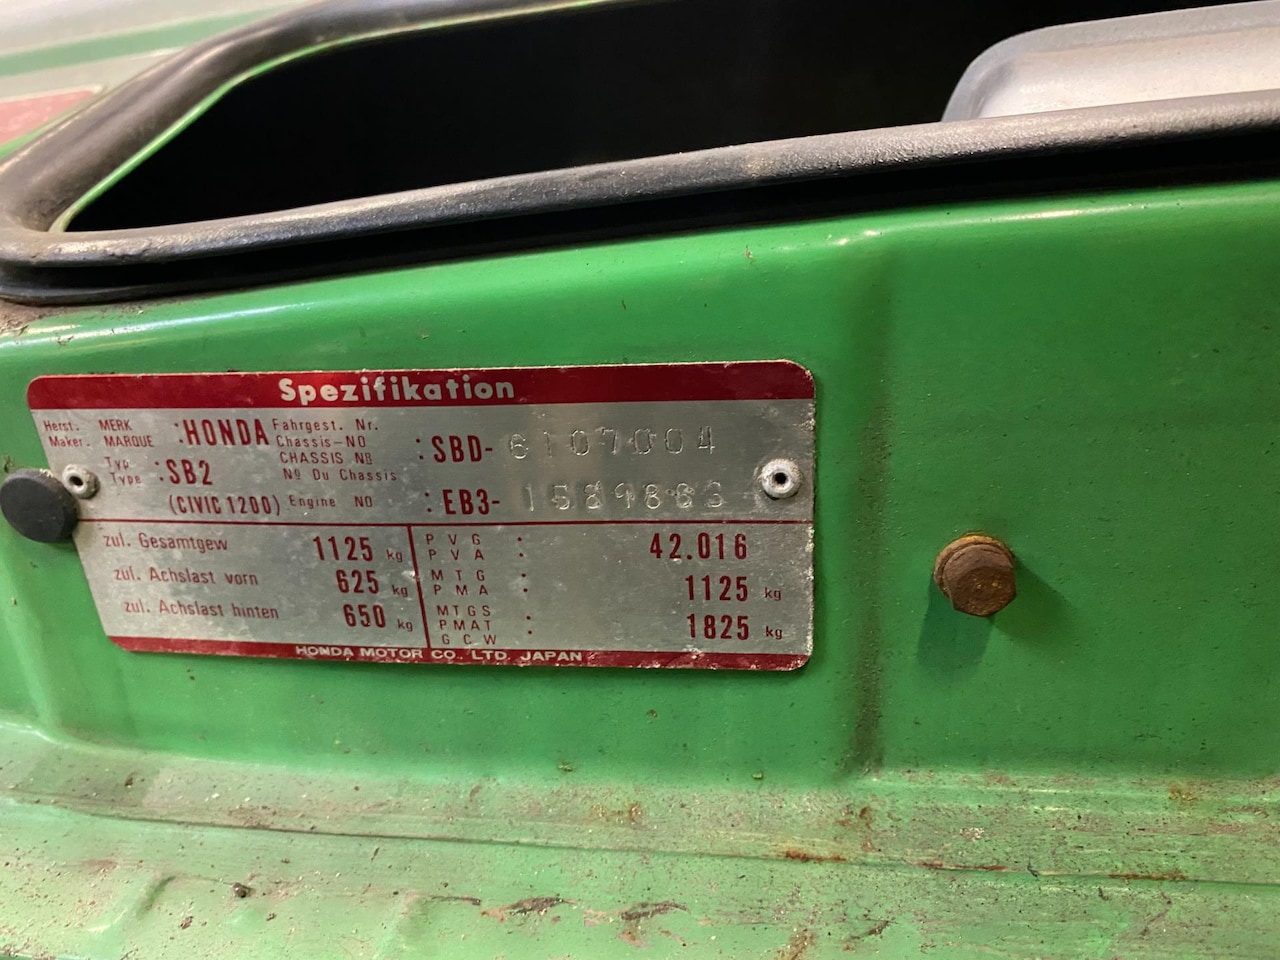 Spezifikation
Herst. MERK
Maker. MARQUE
:HONDA
Typ
Type
:SB2
(CIVIC 1200)
Fahrgest. Nr.
Chassis-NO
CHASSIS Nº
Nº Du Chassis
:SBD-6107004
Engine NO :EB3-
zul. Gesamtgew 1125 kg
zul. Achslast vorn 625 kg
zul. Achslast hinten 650 kg
PVG
PVA
: 42.016
MTG
PMA
: 1125 kg
MTGS
PMAT
GCW
: 1825 kg
HONDA MOTOR CO. LTD. JAPAN